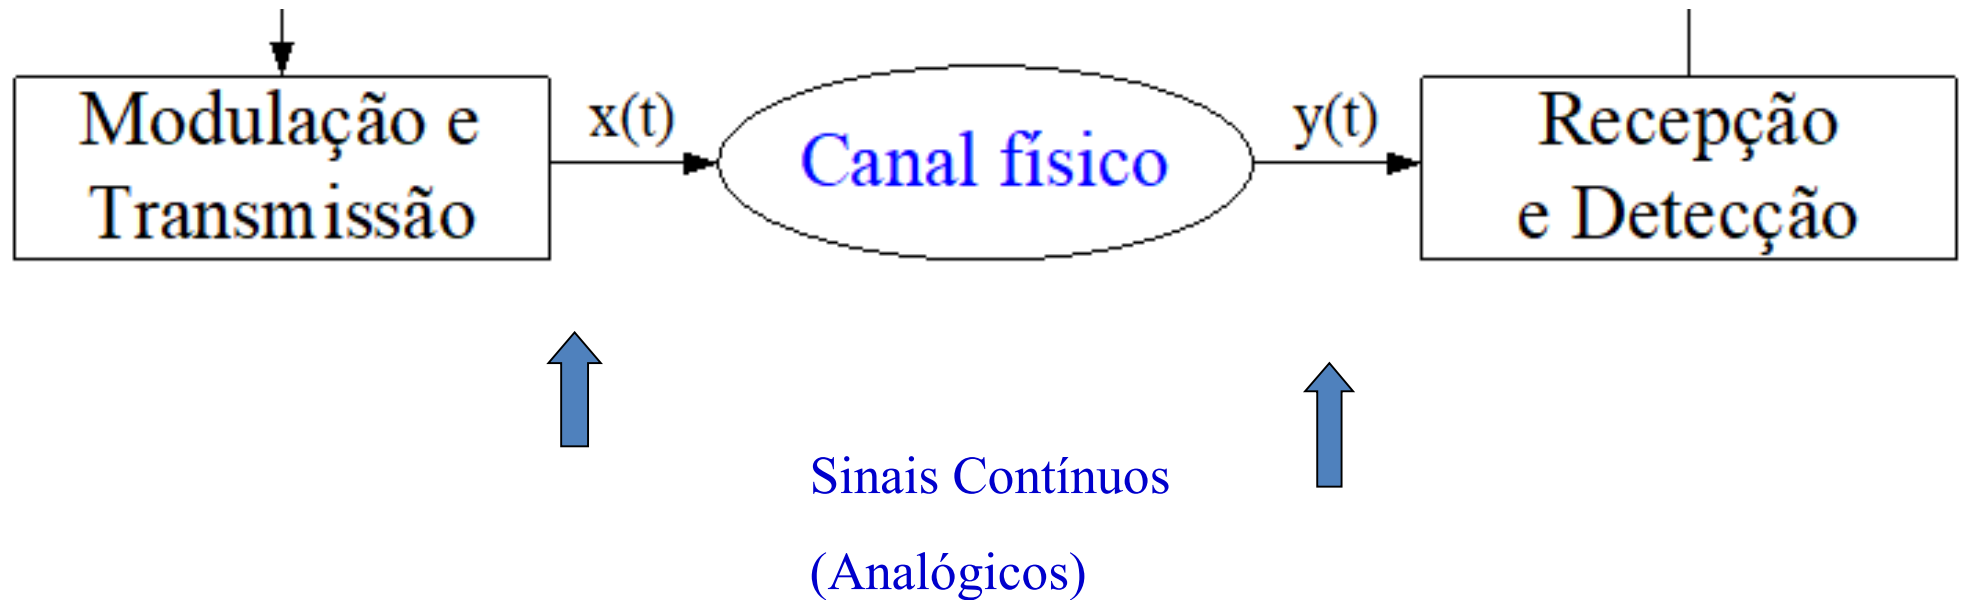 Modulação e
Transmissão
x(t)
Canal físico
y(t)
Recepção
e Detecção
Sinais Contínuos
(Analógicos)